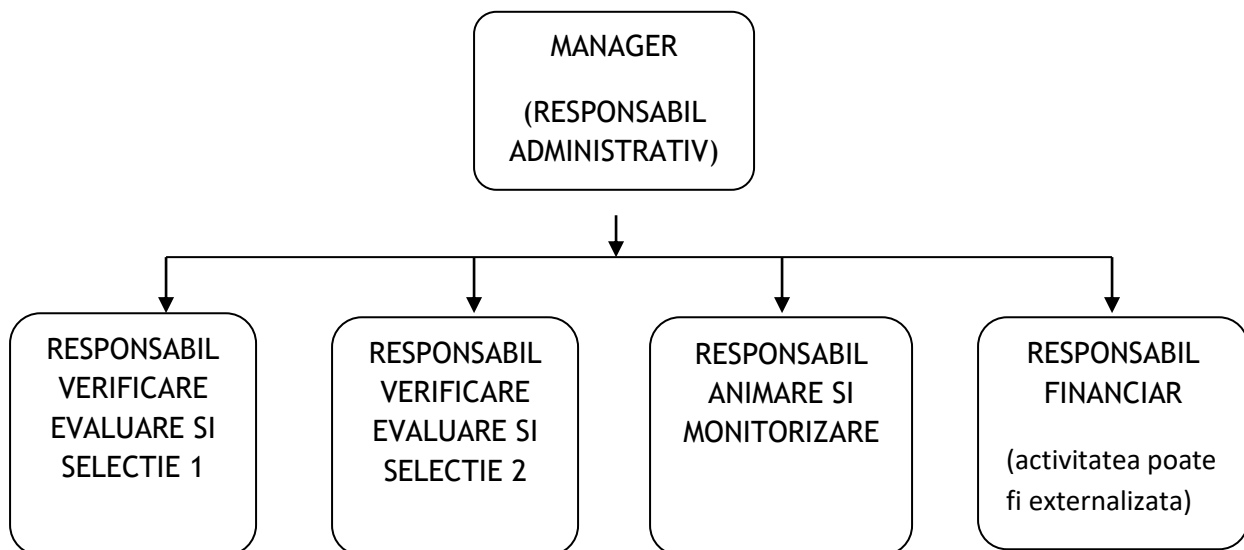 MANAGER
(RESPONSABIL
ADMINISTRATIV)
RESPONSABIL
VERIFICARE
EVALUARE SI
SELECTIE 1
RESPONSABIL
VERIFICARE
EVALUARE SI
SELECTIE 2
RESPONSABIL
ANIMARE SI
MONITORIZARE
RESPONSABIL
FINANCIAR
(activitatea poate
fi externalizata)